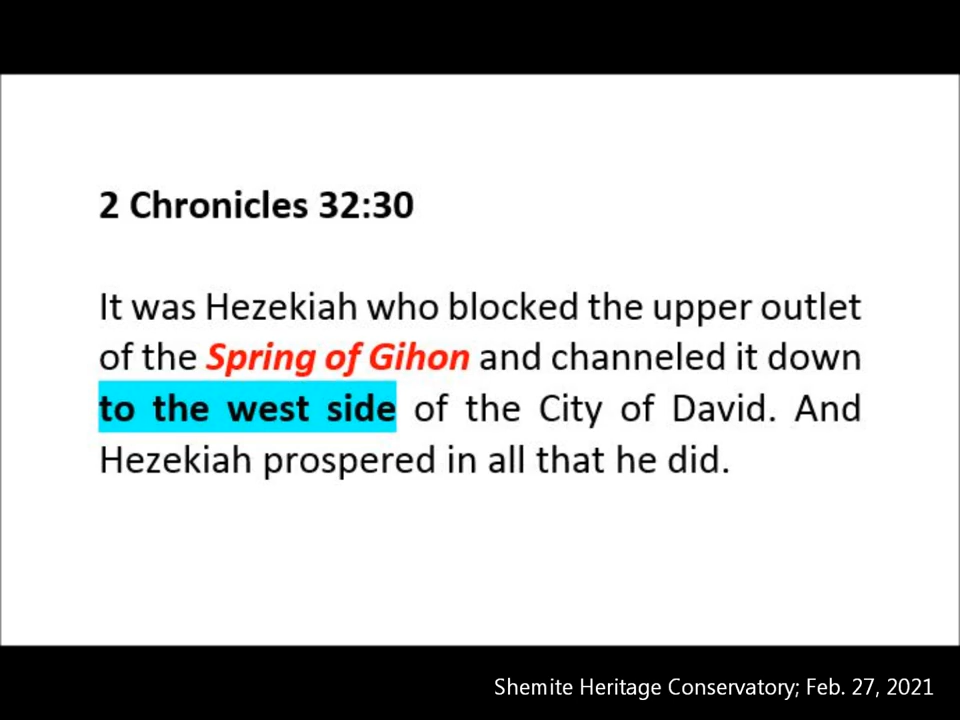 2 Chronicles 32:30
It was Hezekiah who blocked the upper outlet
of the Spring of Gihon and channeled it down
to the west side of the City of David. And
Hezekiah prospered in all that he did.
Shemite Heritage Conservatory; Feb. 27, 2021